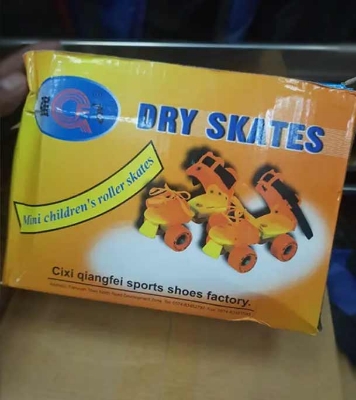 DRY SKATES
Mini children's roller skates
Cixi qiangfei sports shoes factory.